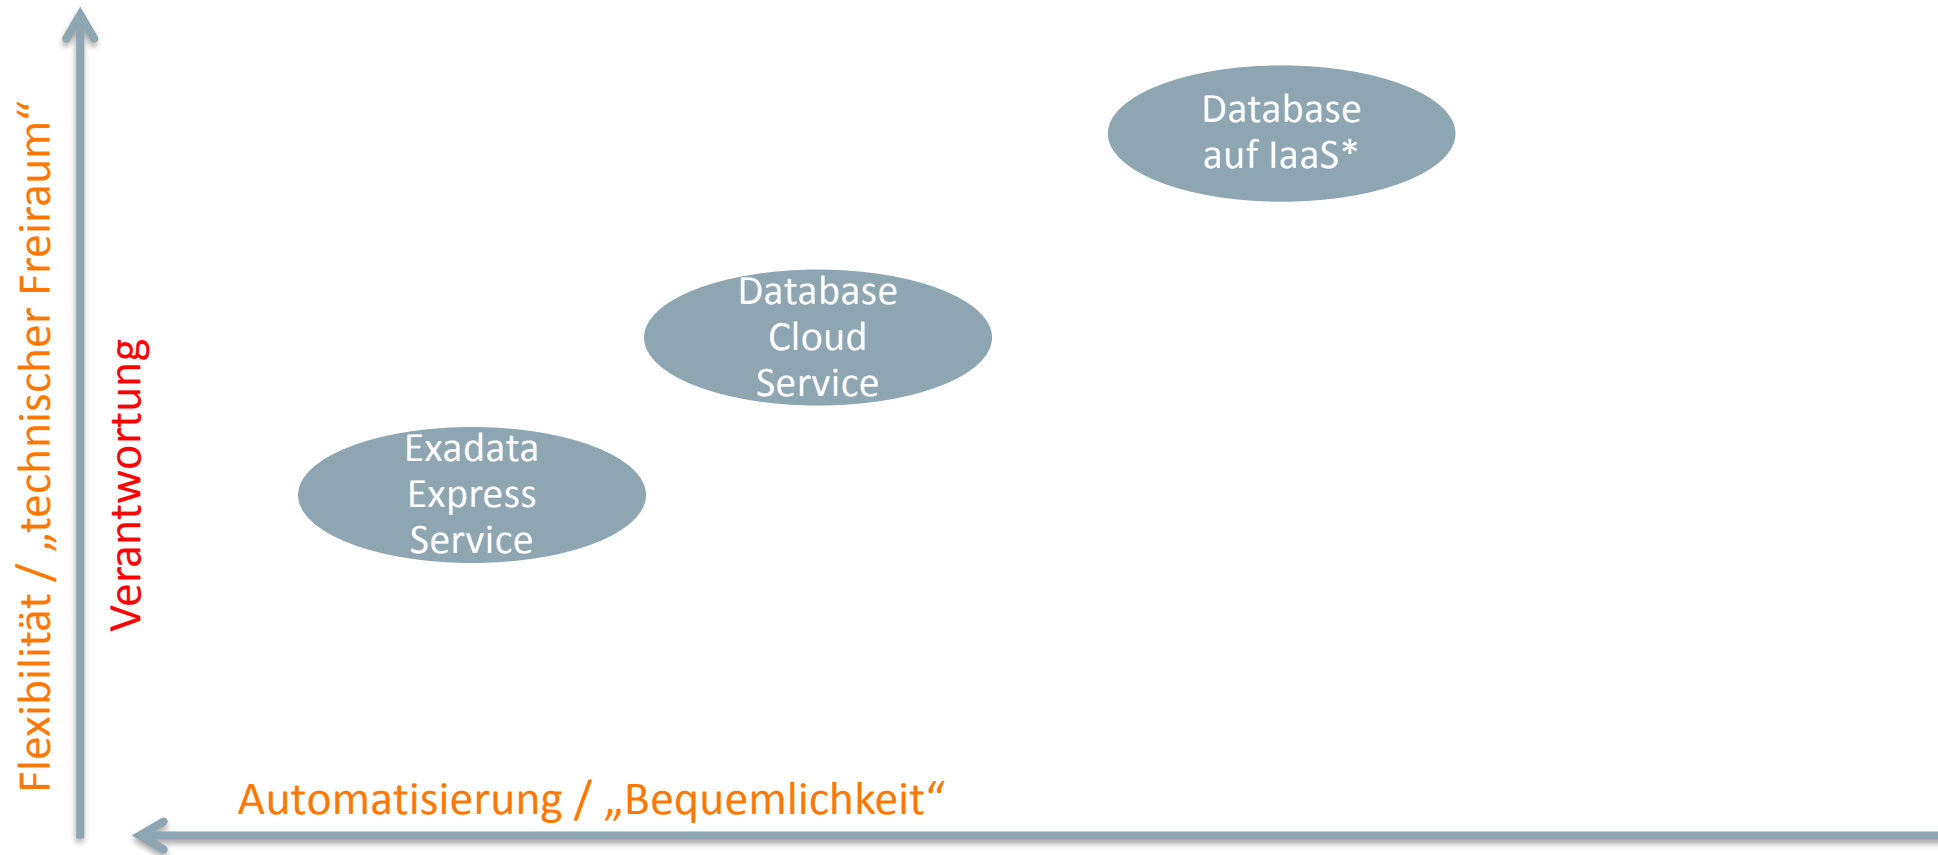 Flexibilität / „technischer Freiraum“
Verantwortung
Database
auf IaaS*
Database
Cloud
Service
Exadata
Express
Service
Automatisierung / „Bequemlichkeit“